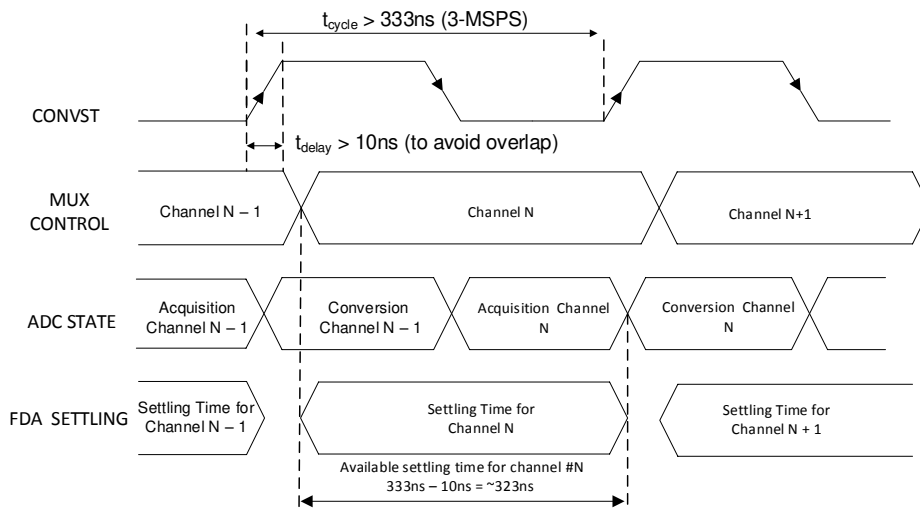 tcycle > 333ns (3-MSPS)
CONVST
tdelay > 10ns (to avoid overlap)
MUX
CONTROL
Channel N – 1
Channel N
Channel N+1
ADC STATE
Acquisition
Channel N – 1
Conversion
Channel N – 1
Acquisition Channel
N
Conversion Channel
N
FDA SETTLING
Settling Time for
Channel N – 1
Settling Time for
Channel N
Settling Time for
Channel N + 1
Available settling time for channel #N
333ns – 10ns = ~323ns